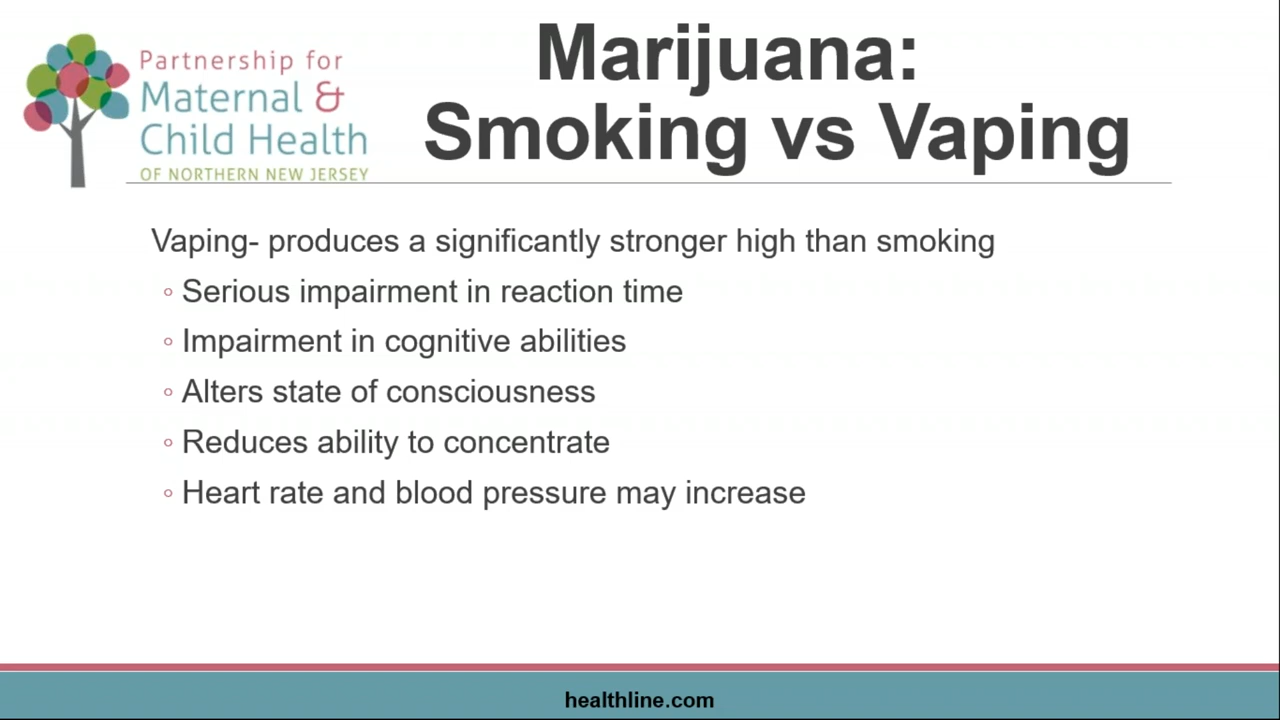 Partnership for
Maternal &
Child Health
OF NORTHERN NEW JERSEY
Marijuana:
Smoking vs Vaping
Vaping- produces a significantly stronger high than smoking
◦ Serious impairment in reaction time
◦ Impairment in cognitive abilities
◦ Alters state of consciousness
◦ Reduces ability to concentrate
◦ Heart rate and blood pressure may increase
healthline.com